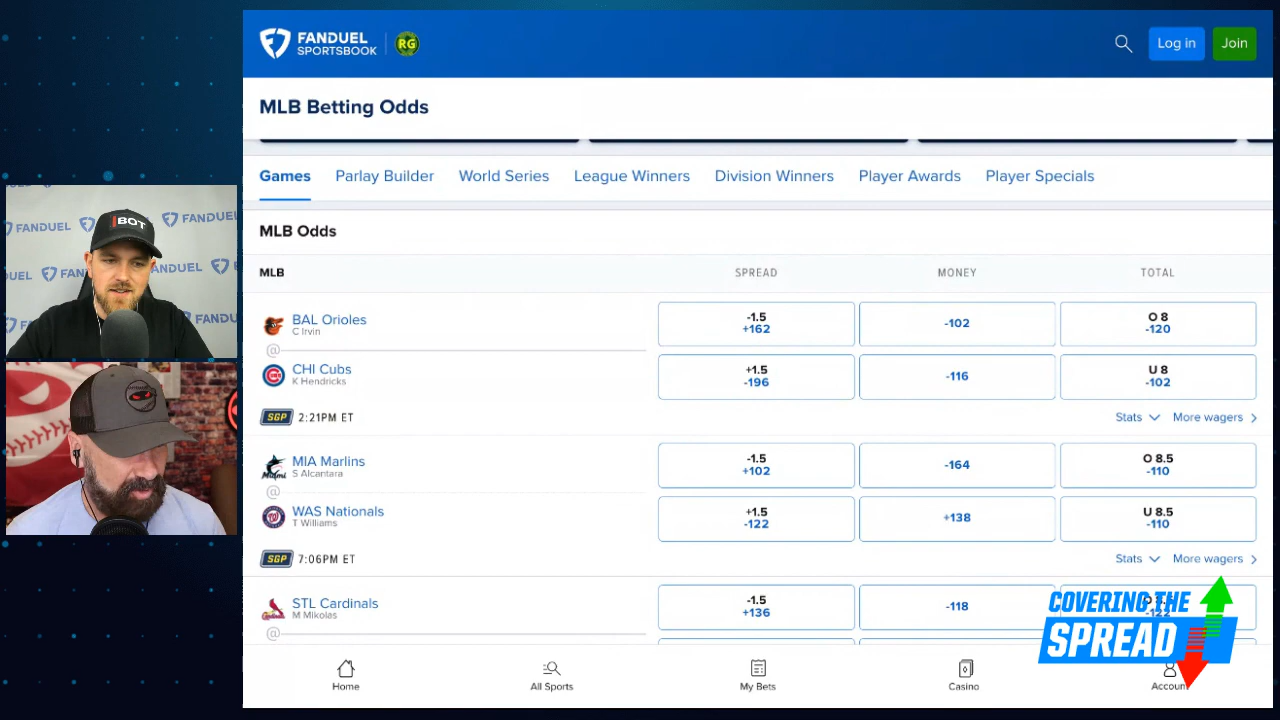 FANDUEL
SPORTSBOOK
RG
Log in
Join
MLB Betting Odds
Games
Parlay Builder
World Series
League Winners
Division Winners
Player Awards
Player Specials
MLB Odds
MLB
SPREAD
MONEY
TOTAL
BAL Orioles
C Irvin
-1.5
+162
-102
O 8
-120
@
CHI Cubs
K Hendricks
+1.5
-196
-116
U 8
-102
SGP
2:21PM ET
Stats
More wagers
MIA Marlins
S Alcantara
-1.5
+102
-164
O 8.5
-110
@
WAS Nationals
T Williams
+1.5
-122
+138
U 8.5
-110
SGP
7:06PM ET
Stats
More wagers
STL Cardinals
M Mikolas
-1.5
+136
-118
-122
@
COVERING THE
SPREAD
Home
All Sports
My Bets
Casino
Account
FANDUEL
FANDUEL
BOT